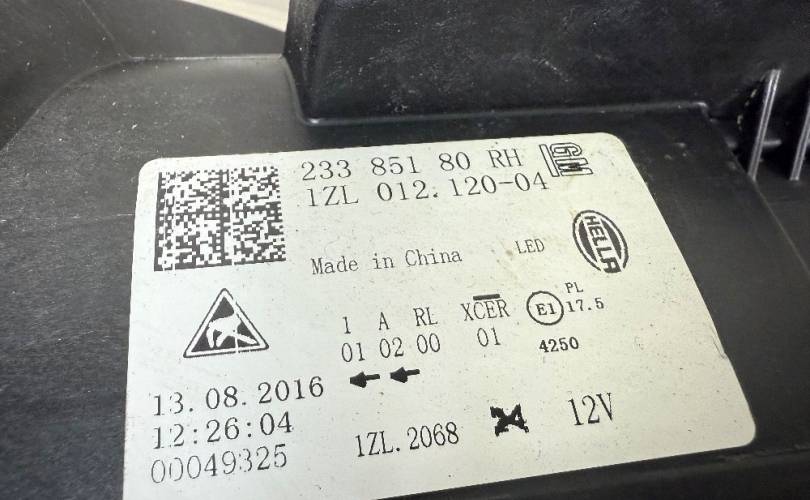 233 851 80 RH GM
1ZL 012.120-04
Made in China LED HELLA
1 A RL XCER E1 PL 17.5
01 02 00 01 4250
13.08.2016
12:26:04 1ZL.2068 12V
00049325